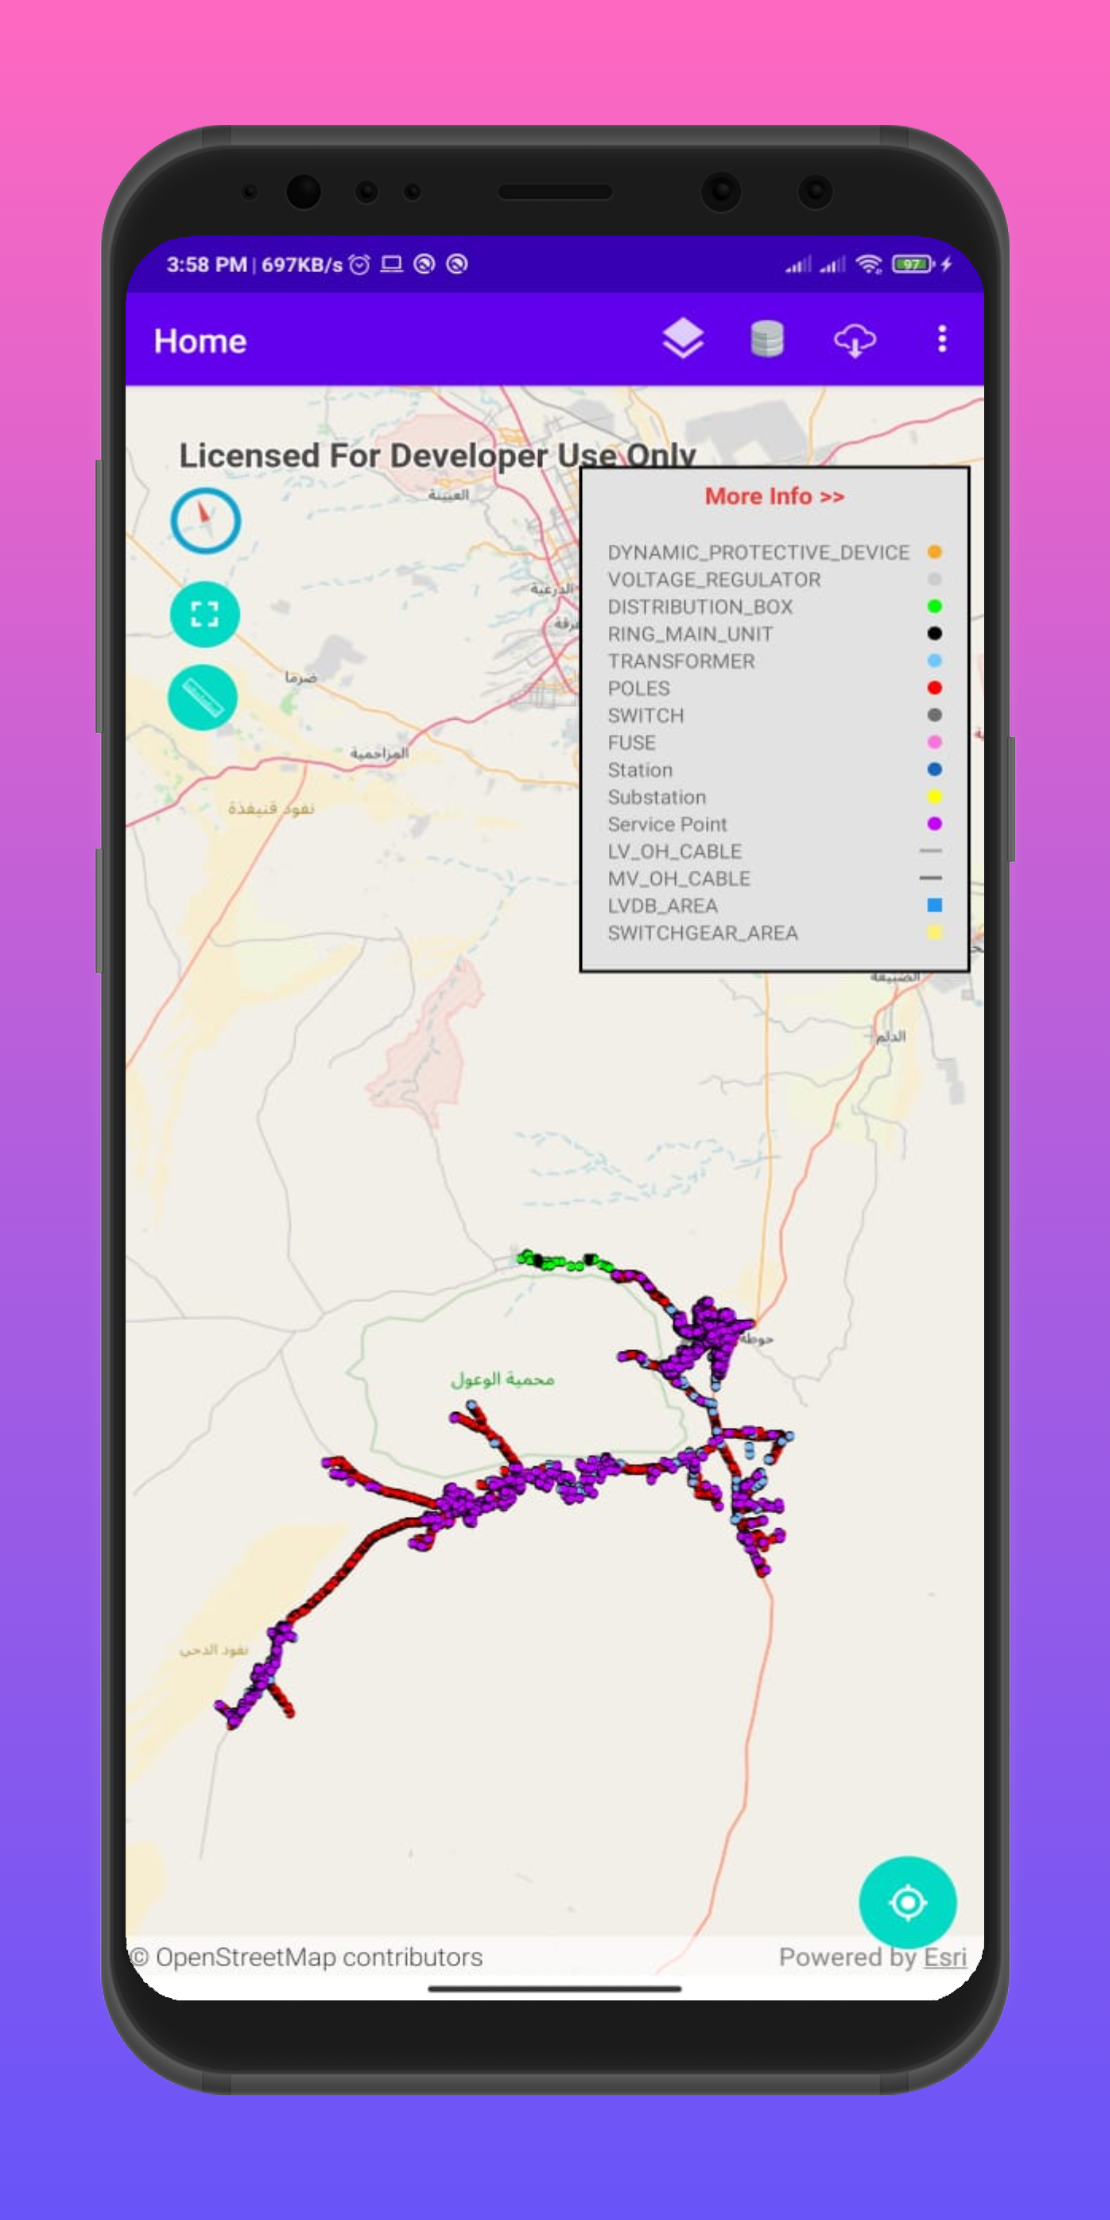 3:58 PM | 697KB/s
97
Home
Licensed For Developer Use Only
العيينة
More Info >>
DYNAMIC_PROTECTIVE_DEVICE
VOLTAGE_REGULATOR
DISTRIBUTION_BOX
RING_MAIN_UNIT
TRANSFORMER
POLES
SWITCH
FUSE
Station
Substation
Service Point
LV_OH_CABLE
MV_OH_CABLE
LVDB_AREA
SWITCHGEAR_AREA
الدرعية
ضرما
المزاحمية
نفود قنيفذة
الدلم
حوطة
محمية الوعول
نفود الدحي
© OpenStreetMap contributors
Powered by Esri